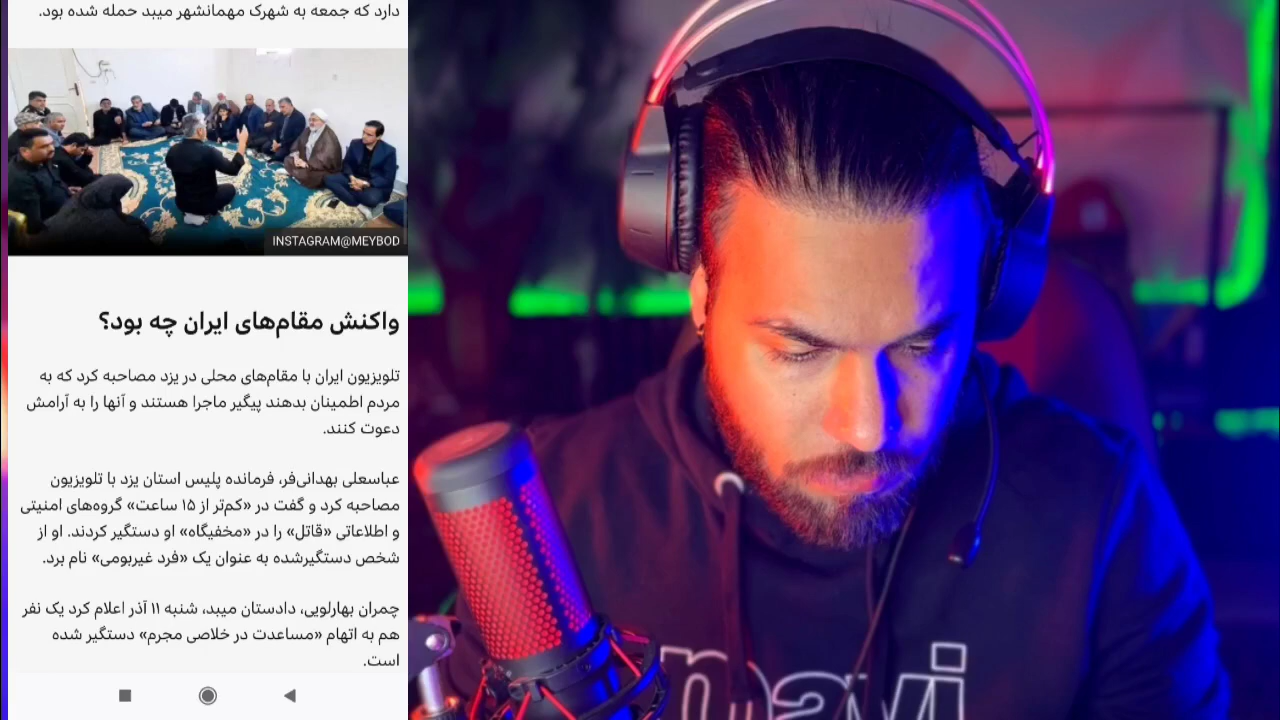 دارد که جمعه به شهرک مهمانشهر میبد حمله شده بود.
INSTAGRAM@MEYBOD
واکنش مقام‌های ایران چه بود؟
تلویزیون ایران با مقام‌های محلی در یزد مصاحبه کرد که به
مردم اطمینان بدهند پیگیر ماجرا هستند و آنها را به آرامش
دعوت کنند.
عباسعلی بهدانی‌فر، فرمانده پلیس استان یزد با تلویزیون
مصاحبه کرد و گفت در «کم‌تر از ۱۵ ساعت» گروه‌های امنیتی
و اطلاعاتی «قاتل» را در «مخفیگاه» او دستگیر کردند. او از
شخص دستگیرشده به عنوان یک «فرد غیربومی» نام برد.
چمران بهارلویی، دادستان میبد، شنبه ۱۱ آذر اعلام کرد یک نفر
هم به اتهام «مساعدت در خلاصی مجرم» دستگیر شده
است.
navi